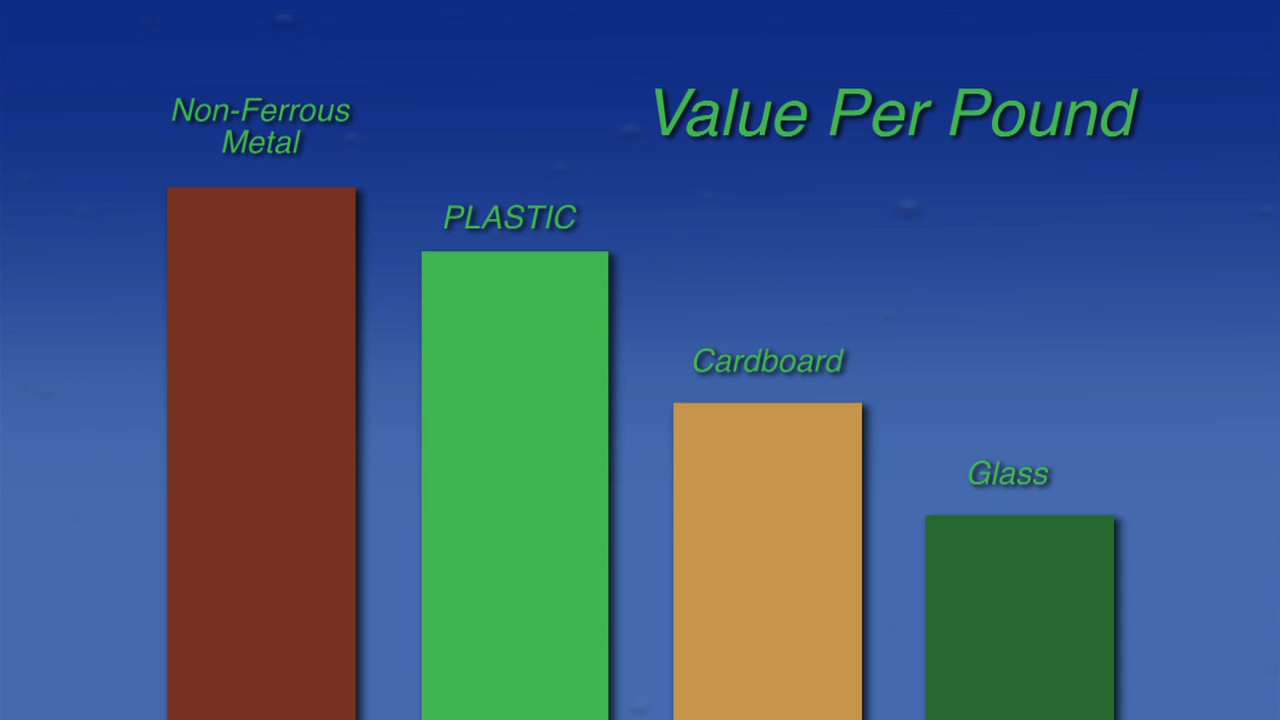 Non-Ferrous
Metal
Value Per Pound
PLASTIC
Cardboard
Glass